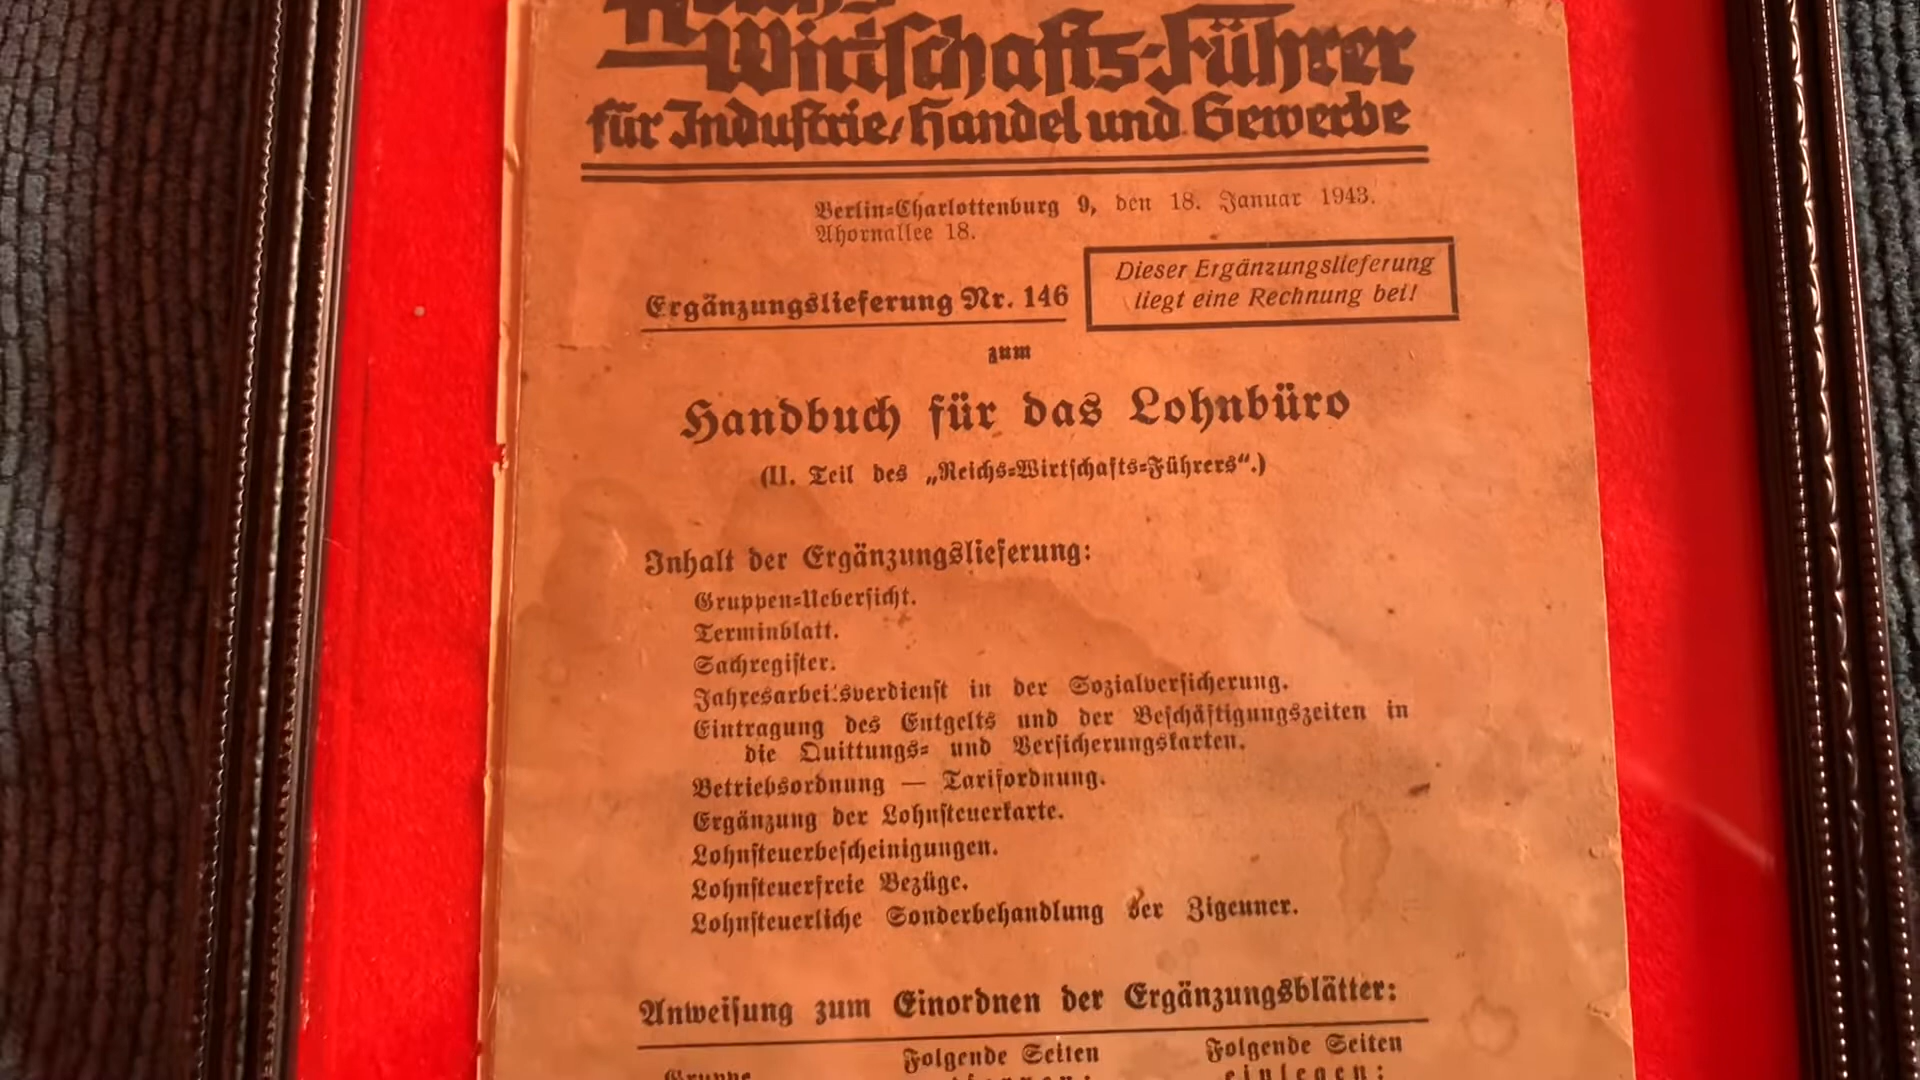 Reichs-
Wirtschafts-Führer
für Industrie, Handel und Gewerbe
Berlin=Charlottenburg 9, den 18. Januar 1943.
Ahornallee 18.
Dieser Ergänzungslieferung
liegt eine Rechnung bei!
Ergänzungslieferung Nr. 146
zum
Handbuch für das Lohnbüro
(II. Teil des „Reichs=Wirtschafts=Führers“.)
Inhalt der Ergänzungslieferung:
Gruppen=Uebersicht.
Terminblatt.
Sachregister.
Jahresarbeitsverdienst in der Sozialversicherung.
Eintragung des Entgelts und der Beschäftigungszeiten in
die Quittungs= und Versicherungskarten.
Betriebsordnung — Tarifordnung.
Ergänzung der Lohnsteuerkarte.
Lohnsteuerbescheinigungen.
Lohnsteuerfreie Bezüge.
Lohnsteuerliche Sonderbehandlung der Zigeuner.
Anweisung zum Einordnen der Ergänzungsblätter:
Folgende Seiten Folgende Seiten
Gruppe einlegen: